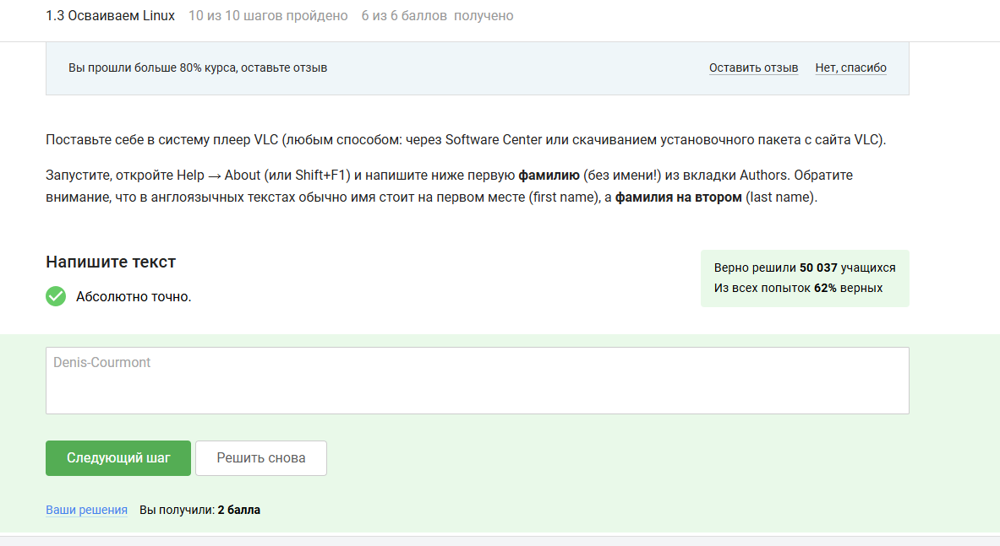 1.3 Осваиваем Linux 10 из 10 шагов пройдено 6 из 6 баллов получено
Вы прошли больше 80% курса, оставьте отзыв Оставить отзыв Нет, спасибо
Поставьте себе в систему плеер VLC (любым способом: через Software Center или скачиванием установочного пакета с сайта VLC).
Запустите, откройте Help → About (или Shift+F1) и напишите ниже первую фамилию (без имени!) из вкладки Authors. Обратите
внимание, что в англоязычных текстах обычно имя стоит на первом месте (first name), а фамилия на втором (last name).
Напишите текст
Верно решили 50 037 учащихся
Из всех попыток 62% верных
Абсолютно точно.
Denis-Courmont
Следующий шаг Решить снова
Ваши решения Вы получили: 2 балла